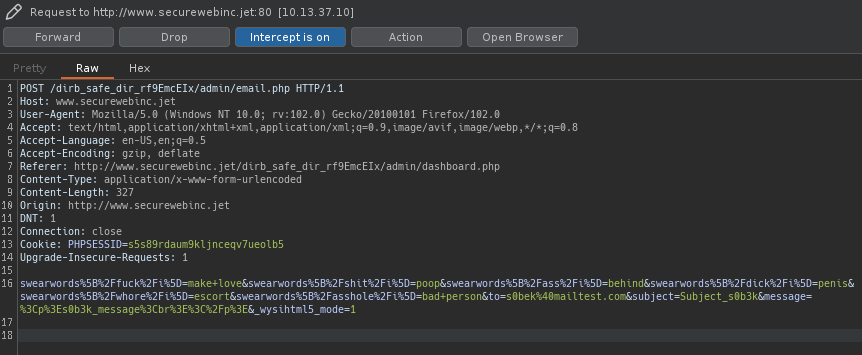 Request to http://www.securewebinc.jet:80 [10.13.37.10]
Forward Drop Intercept is on Action Open Browser
Pretty Raw Hex
1 POST /dirb_safe_dir_rf9EmcEIx/admin/email.php HTTP/1.1
2 Host: www.securewebinc.jet
3 User-Agent: Mozilla/5.0 (Windows NT 10.0; rv:102.0) Gecko/20100101 Firefox/102.0
4 Accept: text/html,application/xhtml+xml,application/xml;q=0.9,image/avif,image/webp,*/*;q=0.8
5 Accept-Language: en-US,en;q=0.5
6 Accept-Encoding: gzip, deflate
7 Referer: http://www.securewebinc.jet/dirb_safe_dir_rf9EmcEIx/admin/dashboard.php
8 Content-Type: application/x-www-form-urlencoded
9 Content-Length: 327
10 Origin: http://www.securewebinc.jet
11 DNT: 1
12 Connection: close
13 Cookie: PHPSESSID=s5s89rdaum9kljnceqv7ueolb5
14 Upgrade-Insecure-Requests: 1
15
16 swearwords%5B%2Ffuck%2Fi%5D=make+love&swearwords%5B%2Fshit%2Fi%5D=poop&swearwords%5B%2Fass%2Fi%5D=behind&swearwords%5B%2Fdick%2Fi%5D=penis&
swearwords%5B%2Fwhore%2Fi%5D=escort&swearwords%5B%2Fasshole%2Fi%5D=bad+person&to=s0bek%40mailtest.com&subject=Subject_s0b3k&message=
%3Cp%3Es0b3k_message%3Cbr%3E%3C%2Fp%3E&_wysihtml5_mode=1
17
18